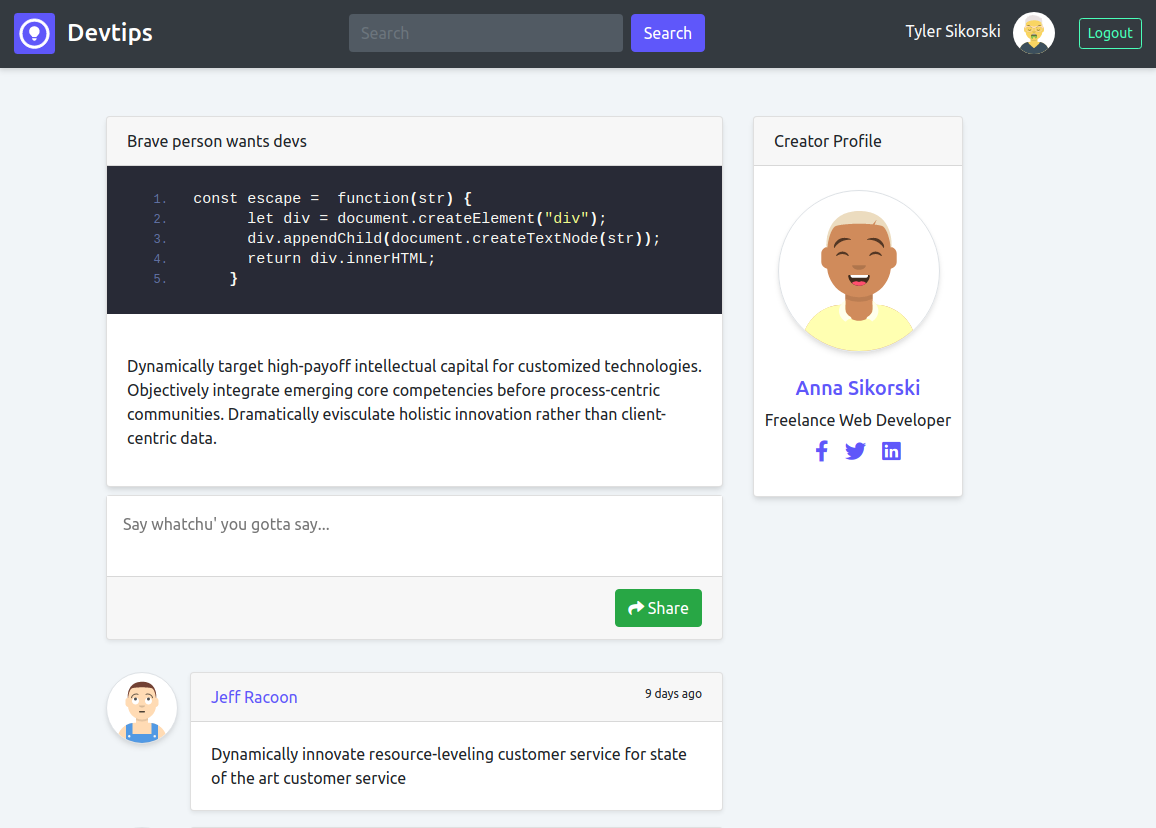 Devtips
Search
Search
Tyler Sikorski
Logout
Brave person wants devs
1. const escape =  function(str) {
2.       let div = document.createElement("div");
3.       div.appendChild(document.createTextNode(str));
4.       return div.innerHTML;
5.     }
Dynamically target high-payoff intellectual capital for customized technologies.
Objectively integrate emerging core competencies before process-centric
communities. Dramatically evisculate holistic innovation rather than client-
centric data.
Say whatchu' you gotta say...
Share
Jeff Racoon
9 days ago
Dynamically innovate resource-leveling customer service for state
of the art customer service
Creator Profile
Anna Sikorski
Freelance Web Developer